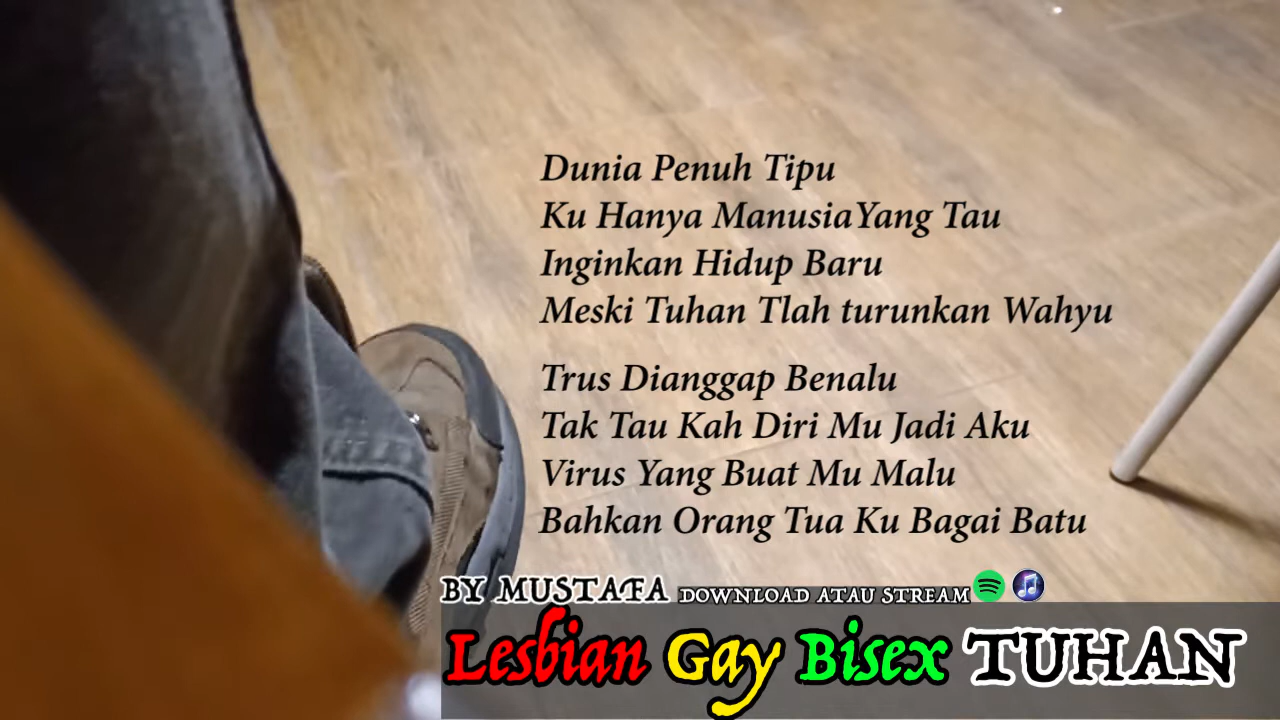 Dunia Penuh Tipu
Ku Hanya ManusiaYang Tau
Inginkan Hidup Baru
Meski Tuhan Tlah turunkan Wahyu
Trus Dianggap Benalu
Tak Tau Kah Diri Mu Jadi Aku
Virus Yang Buat Mu Malu
Bahkan Orang Tua Ku Bagai Batu
BY MUSTAFA DOWNLOAD ATAU STREAM
Lesbian Gay Bisex TUHAN